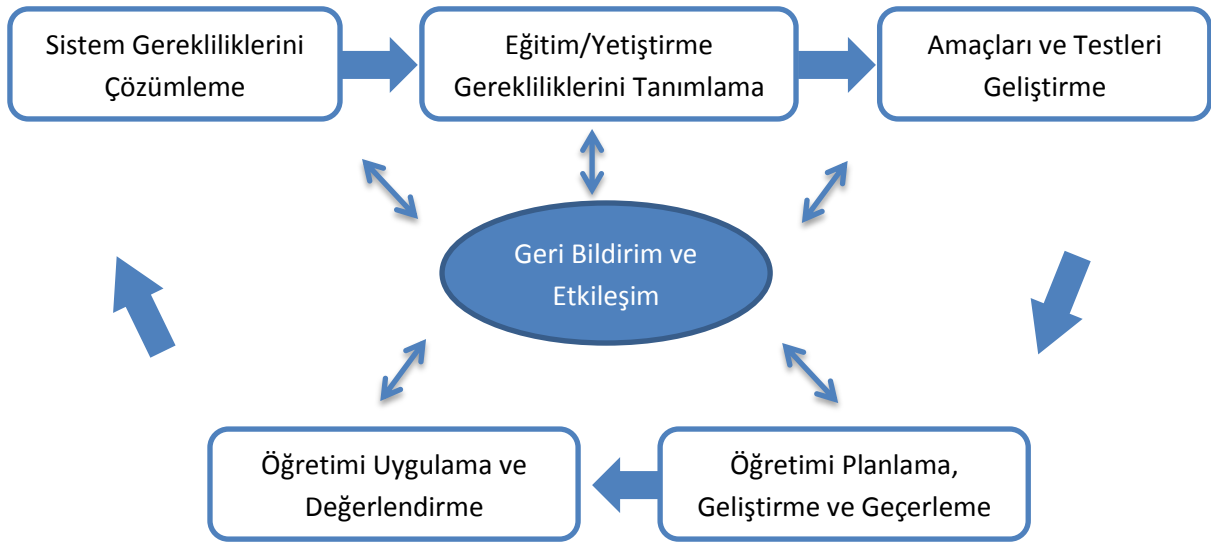 Sistem Gerekliliklerini
Çözümleme
Eğitim/Yetiştirme
Gerekliliklerini Tanımlama
Amaçları ve Testleri
Geliştirme
Geri Bildirim ve
Etkileşim
Öğretimi Uygulama ve
Değerlendirme
Öğretimi Planlama,
Geliştirme ve Geçerleme